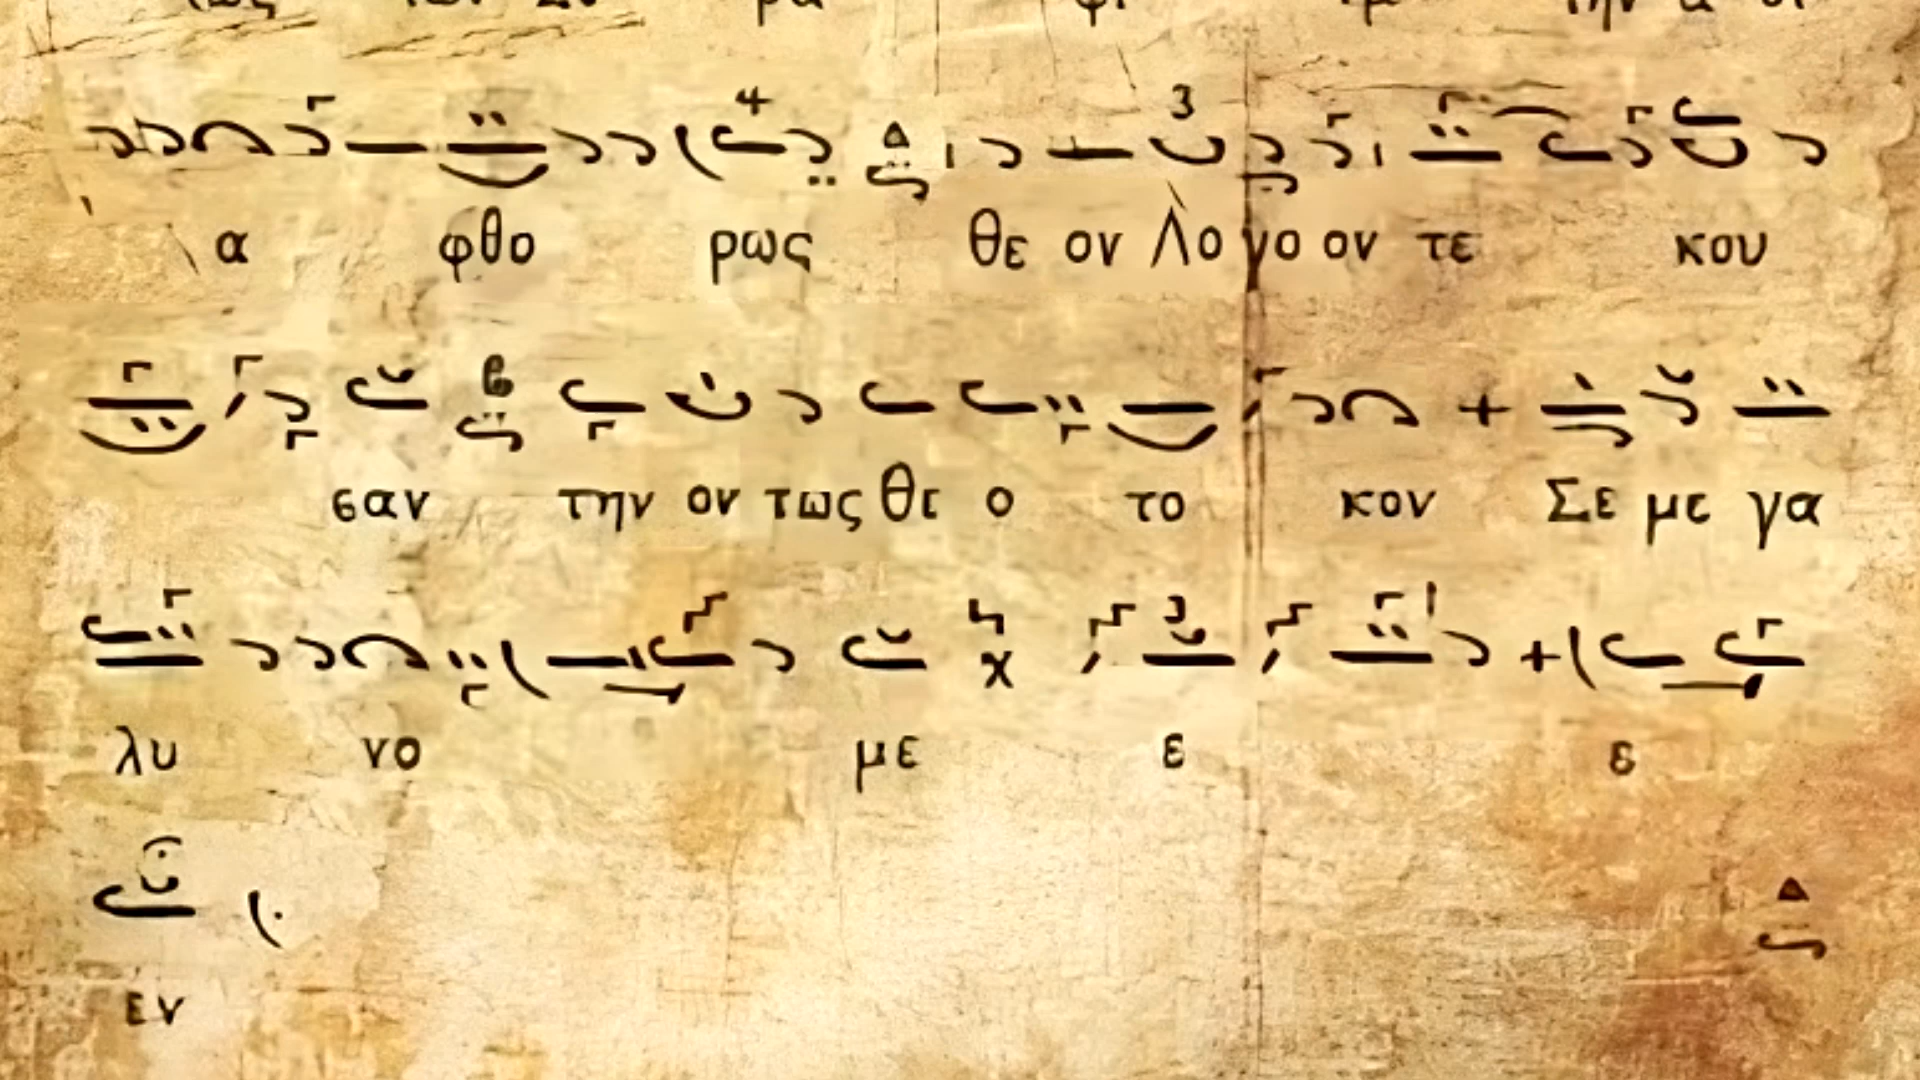 α φθο ρως θε ον Λο γο ον τε κου
σαν την ον τως θε ο το κον Σε με γα
λυ νο με ε ε
εν